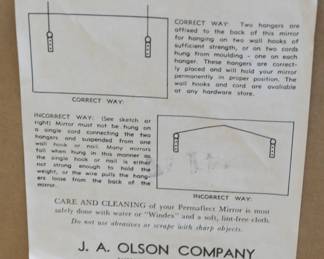 CORRECT WAY: Two hangers are
affixed to the back of this mirror
for hanging on two wall hooks of
sufficient strength, or on two cords
hung from moulding - one on each
hanger. These hangers are correct-
ly placed and will hold your mirror
permanently in proper position. The
wall hooks and cord are available
at any hardware store.
CORRECT WAY:
INCORRECT WAY: (See sketch at
right) Mirror must not be hung on
a single cord connecting the two
hangers and suspended from one
wall hook or nail. Many mirrors
fall when hung in this manner as
the single hook or nail is either
not strong enough to hold the
weight, or the wire pulls the hang-
ers loose from the back of the
mirror.
INCORRECT WAY:
CARE AND CLEANING of your Permaflect Mirror is most
safely done with water or "Windex" and a soft, lint-free cloth.
Do not use abrasives or scrape with sharp objects.
J. A. OLSON COMPANY